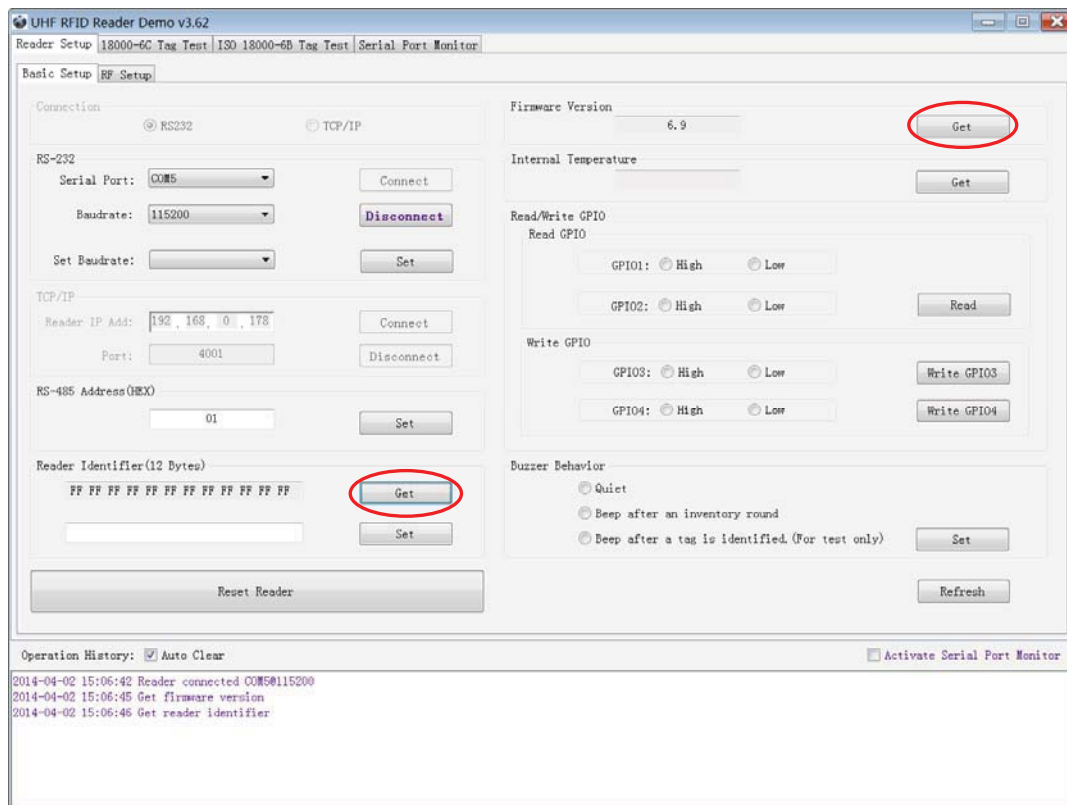 UHF RFID Reader Demo v3.62
Reader Setup 18000-6C Tag Test ISO 18000-6B Tag Test Serial Port Monitor
Basic Setup RF Setup
Connection
RS232 TCP/IP
RS-232
Serial Port: COM5 Connect
Baudrate: 115200 Disconnect
Set Baudrate: Set
TCP/IP
Reader IP Add: 192 . 168 . 0 . 178 Connect
Port: 4001 Disconnect
RS-485 Address(HEX)
01 Set
Reader Identifier(12 Bytes)
FF FF FF FF FF FF FF FF FF FF FF FF Get
Set
Reset Reader
Firmware Version
6.9 Get
Internal Temperature
Get
Read/Write GPIO
Read GPIO
GPIO1: High Low
GPIO2: High Low Read
Write GPIO
GPIO3: High Low Write GPIO3
GPIO4: High Low Write GPIO4
Buzzer Behavior
Quiet
Beep after an inventory round
Beep after a tag is identified.(For test only) Set
Refresh
Operation History: Auto Clear Activate Serial Port Monitor
2014-04-02 15:06:42 Reader connected COM5@115200
2014-04-02 15:06:45 Get firmware version
2014-04-02 15:06:46 Get reader identifier